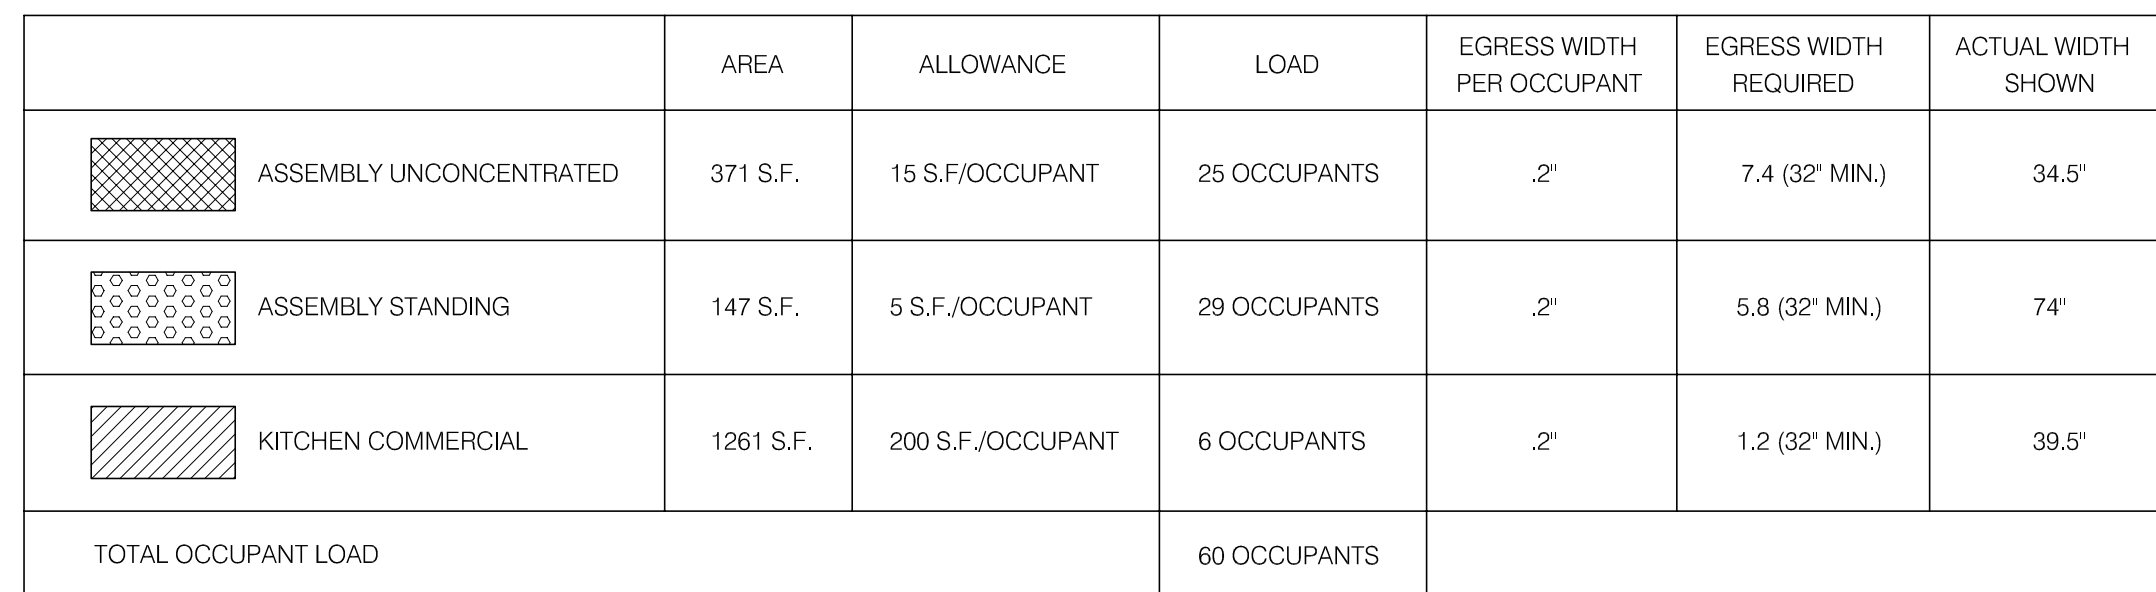 AREA
ALLOWANCE
LOAD
EGRESS WIDTH
PER OCCUPANT
EGRESS WIDTH
REQUIRED
ACTUAL WIDTH
SHOWN
ASSEMBLY UNCONCENTRATED 371 S.F. 15 S.F/OCCUPANT 25 OCCUPANTS .2" 7.4 (32" MIN.) 34.5"
ASSEMBLY STANDING 147 S.F. 5 S.F./OCCUPANT 29 OCCUPANTS .2" 5.8 (32" MIN.) 74"
KITCHEN COMMERCIAL 1261 S.F. 200 S.F./OCCUPANT 6 OCCUPANTS .2" 1.2 (32" MIN.) 39.5"
TOTAL OCCUPANT LOAD 60 OCCUPANTS